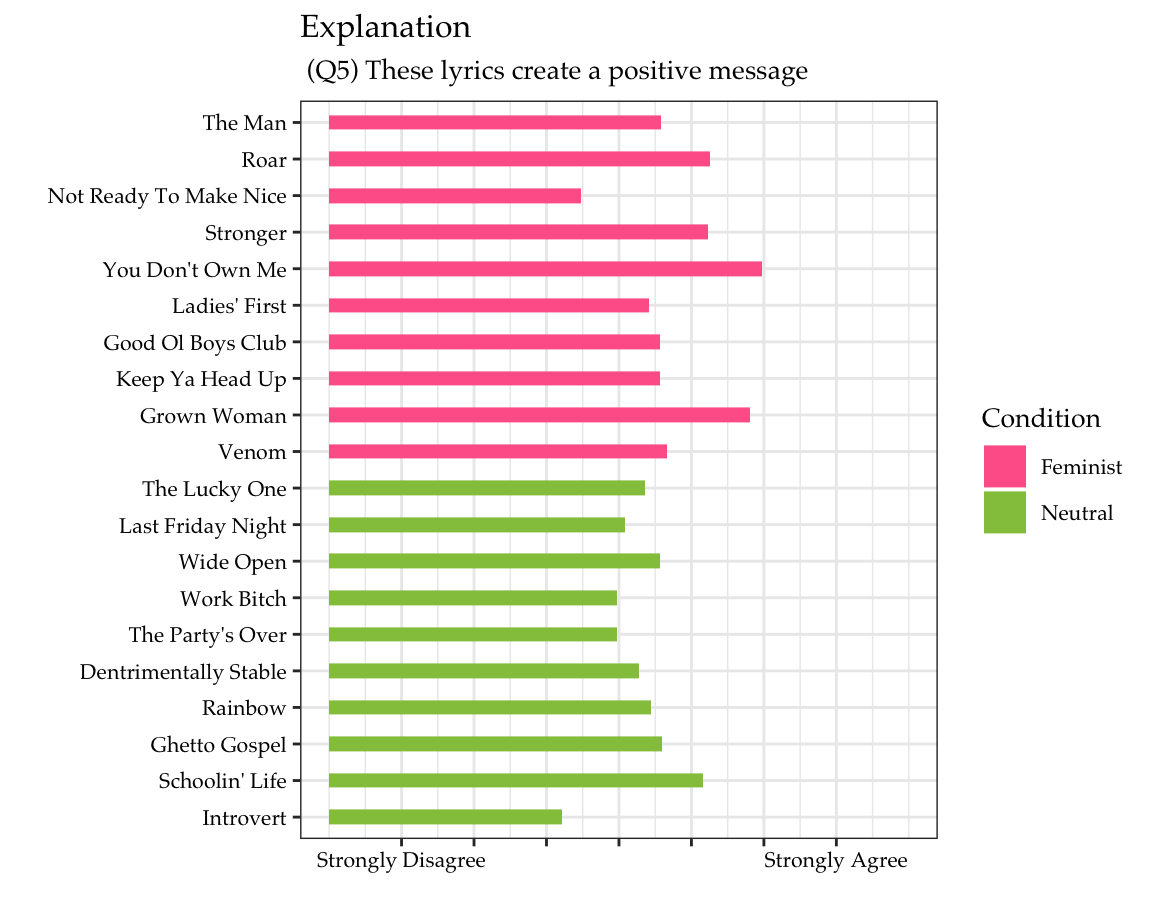 Explanation
(Q5) These lyrics create a positive message
The Man
Roar
Not Ready To Make Nice
Stronger
You Don't Own Me
Ladies' First
Good Ol Boys Club
Keep Ya Head Up
Grown Woman
Venom
The Lucky One
Last Friday Night
Wide Open
Work Bitch
The Party's Over
Dentrimentally Stable
Rainbow
Ghetto Gospel
Schoolin' Life
Introvert
Strongly Disagree
Strongly Agree
Condition
Feminist
Neutral